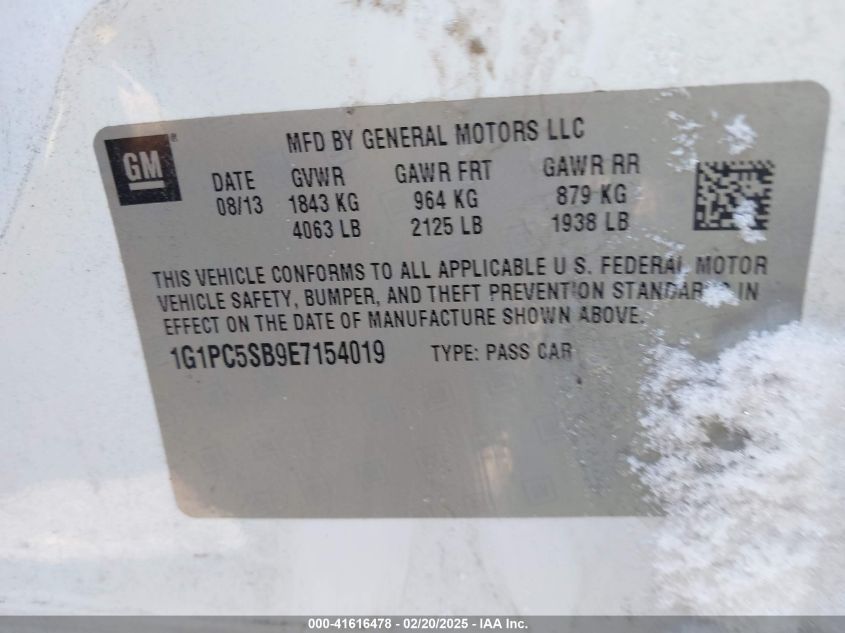 MFD BY GENERAL MOTORS LLC
GM®
DATE GVWR GAWR FRT GAWR RR
08/13 1843 KG 964 KG 879 KG
4063 LB 2125 LB 1938 LB
THIS VEHICLE CONFORMS TO ALL APPLICABLE U S. FEDERAL MOTOR
VEHICLE SAFETY, BUMPER, AND THEFT PREVENTION STANDARDS IN
EFFECT ON THE DATE OF MANUFACTURE SHOWN ABOVE.
1G1PC5SB9E7154019 TYPE: PASS CAR
000-41616478 - 02/20/2025 - IAA Inc.